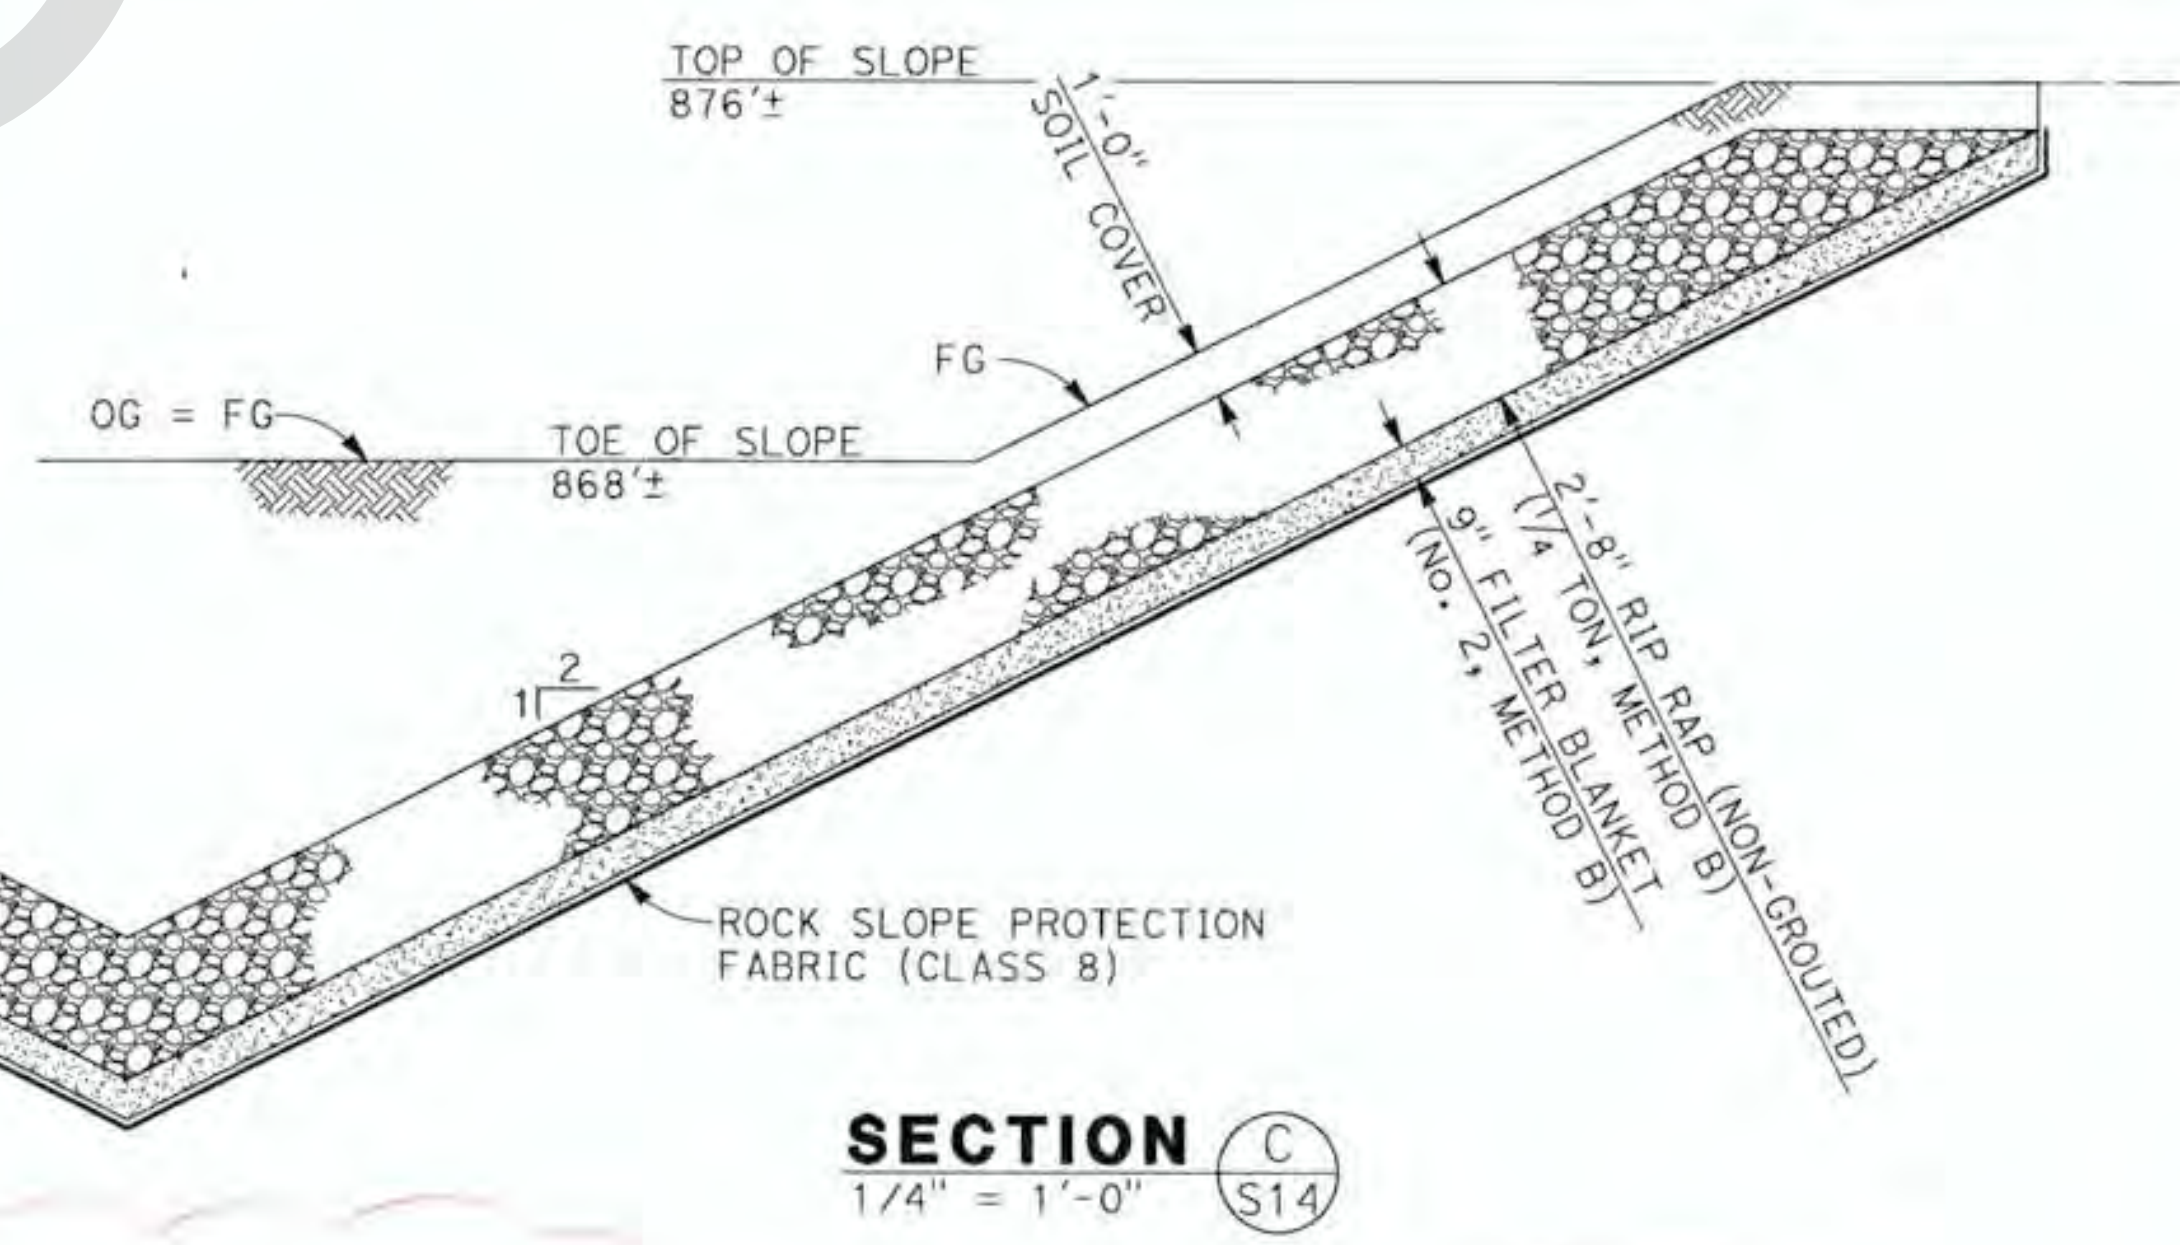 TOP OF SLOPE
876'±
1'-0"
SOIL COVER
FG
OG = FG
TOE OF SLOPE
868'±
2
1
2'-8" RIP RAP (NON-GROUTED)
(1/4 TON, METHOD B)
9" FILTER BLANKET
(No. 2, METHOD B)
ROCK SLOPE PROTECTION
FABRIC (CLASS 8)
SECTION
1/4" = 1'-0"
C
S14